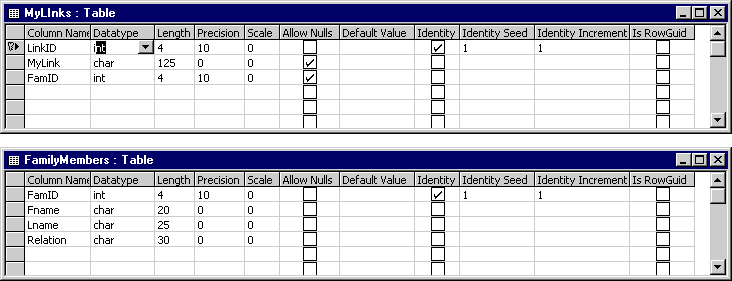 MyLInks : Table
Column Name Datatype Length Precision Scale Allow Nulls Default Value Identity Identity Seed Identity Increment Is RowGuid
LinkID int 4 10 0 1 1
MyLink char 125 0 0
FamID int 4 10 0
FamilyMembers : Table
Column Name Datatype Length Precision Scale Allow Nulls Default Value Identity Identity Seed Identity Increment Is RowGuid
FamID int 4 10 0 1 1
Fname char 20 0 0
Lname char 25 0 0
Relation char 30 0 0